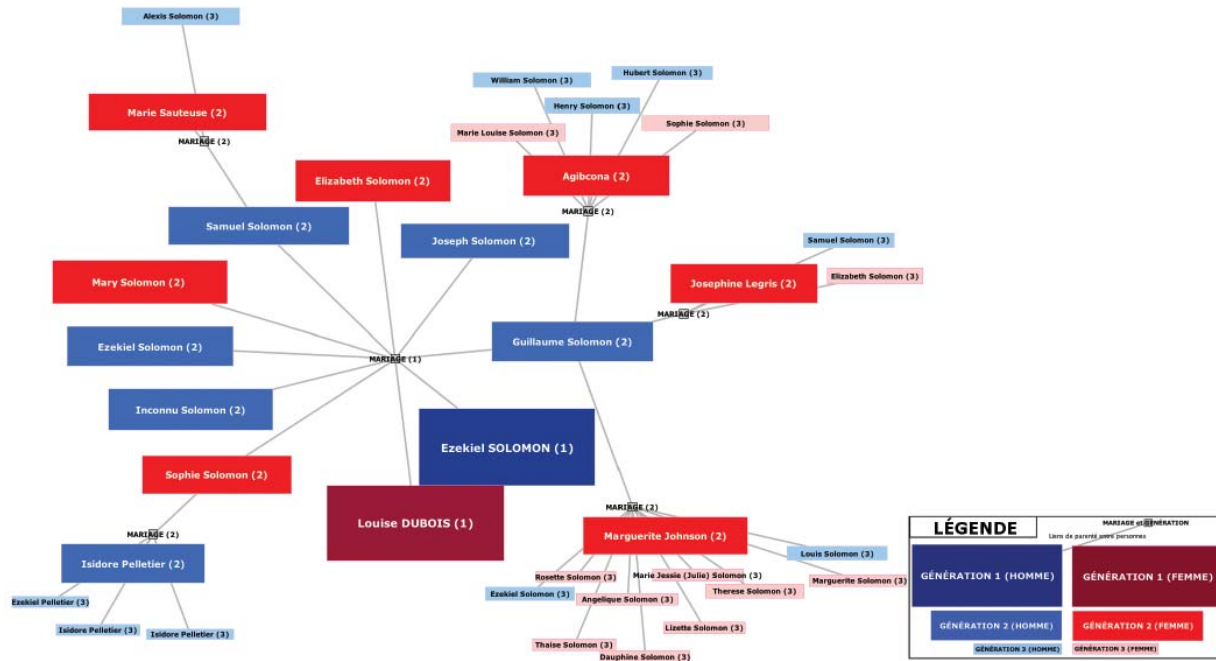 Alexis Solomon (3)
William Solomon (3)
Hubert Solomon (3)
Henry Solomon (3)
Marie Sauteuse (2)
Sophie Solomon (3)
Marie Louise Solomon (3)
MARIAGE (2)
Elizabeth Solomon (2)
Agibcona (2)
MARIAGE (2)
Samuel Solomon (2)
Joseph Solomon (2)
Samuel Solomon (3)
Elizabeth Solomon (3)
Mary Solomon (2)
Josephine Legris (2)
MARIAGE (2)
Ezekiel Solomon (2)
Guillaume Solomon (2)
MARIAGE (1)
Inconnu Solomon (2)
Ezekiel SOLOMON (1)
Sophie Solomon (2)
Louise DUBOIS (1)
MARIAGE (2)
MARIAGE (2)
Isidore Pelletier (2)
Marguerite Johnson (2)
Louis Solomon (3)
Rosette Solomon (3)
Marie Jessie (Julie) Solomon (3)
Marguerite Solomon (3)
Ezekiel Solomon (3)
Therese Solomon (3)
Angelique Solomon (3)
Ezekiel Pelletier (3)
Isidore Pelletier (3)
Isidore Pelletier (3)
Lizette Solomon (3)
Thaise Solomon (3)
Dauphine Solomon (3)
LÉGENDE
MARIAGE et GÉNÉRATION
Liens de parenté entre personnes
GÉNÉRATION 1 (HOMME)
GÉNÉRATION 1 (FEMME)
GÉNÉRATION 2 (HOMME)
GÉNÉRATION 2 (FEMME)
GÉNÉRATION 3 (HOMME)
GÉNÉRATION 3 (FEMME)